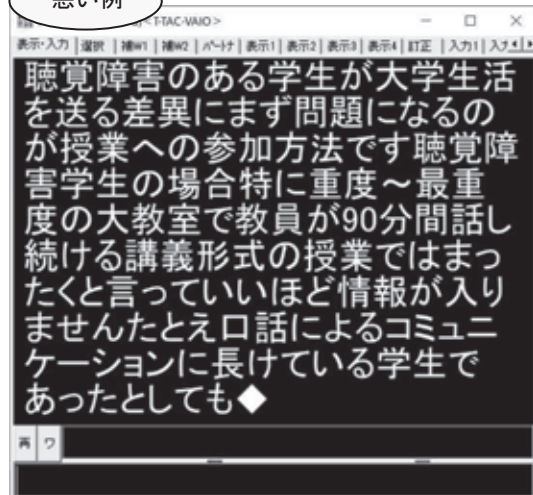 悪い例
<T-TAC-VAIO>
表示・入力 選択 補助w1 補助w2 パートナ 表示1 表示2 表示3 表示4 訂正 入力1
聴覚障害のある学生が大学生活
を送る差異にまず問題になるの
が授業への参加方法です聴覚障
害学生の場合特に重度～最重
度の大教室で教員が90分間話し
続ける講義形式の授業ではまっ
たくと言っていいほど情報が入り
ませんたとえ口話によるコミュニ
ケーションに長けている学生で
あったとしても◆
再 ワ